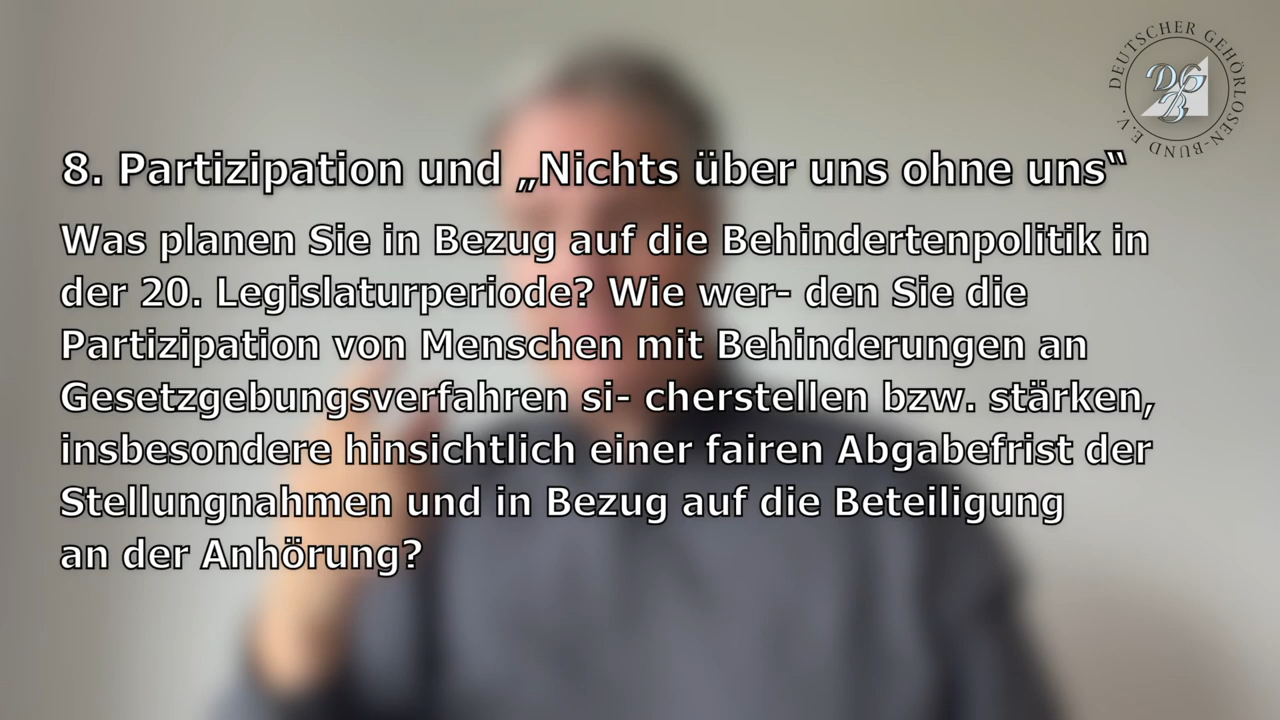 DEUTSCHER GEHÖRLOSEN-BUND E.V.
DGB
8. Partizipation und „Nichts über uns ohne uns“
Was planen Sie in Bezug auf die Behindertenpolitik in
der 20. Legislaturperiode? Wie wer- den Sie die
Partizipation von Menschen mit Behinderungen an
Gesetzgebungsverfahren si- cherstellen bzw. stärken,
insbesondere hinsichtlich einer fairen Abgabefrist der
Stellungnahmen und in Bezug auf die Beteiligung
an der Anhörung?